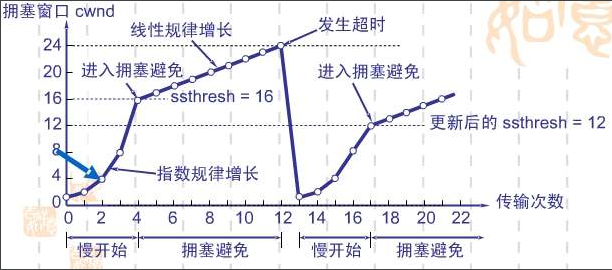 拥塞窗口 cwnd
线性规律增长
发生超时
24
进入拥塞避免
进入拥塞避免
20
ssthresh = 16
16
12
更新后的 ssthresh = 12
8
指数规律增长
4
0
传输次数
0 2 4 6 8 10 12 14 16 18 20 22
慢开始 拥塞避免 慢开始 拥塞避免